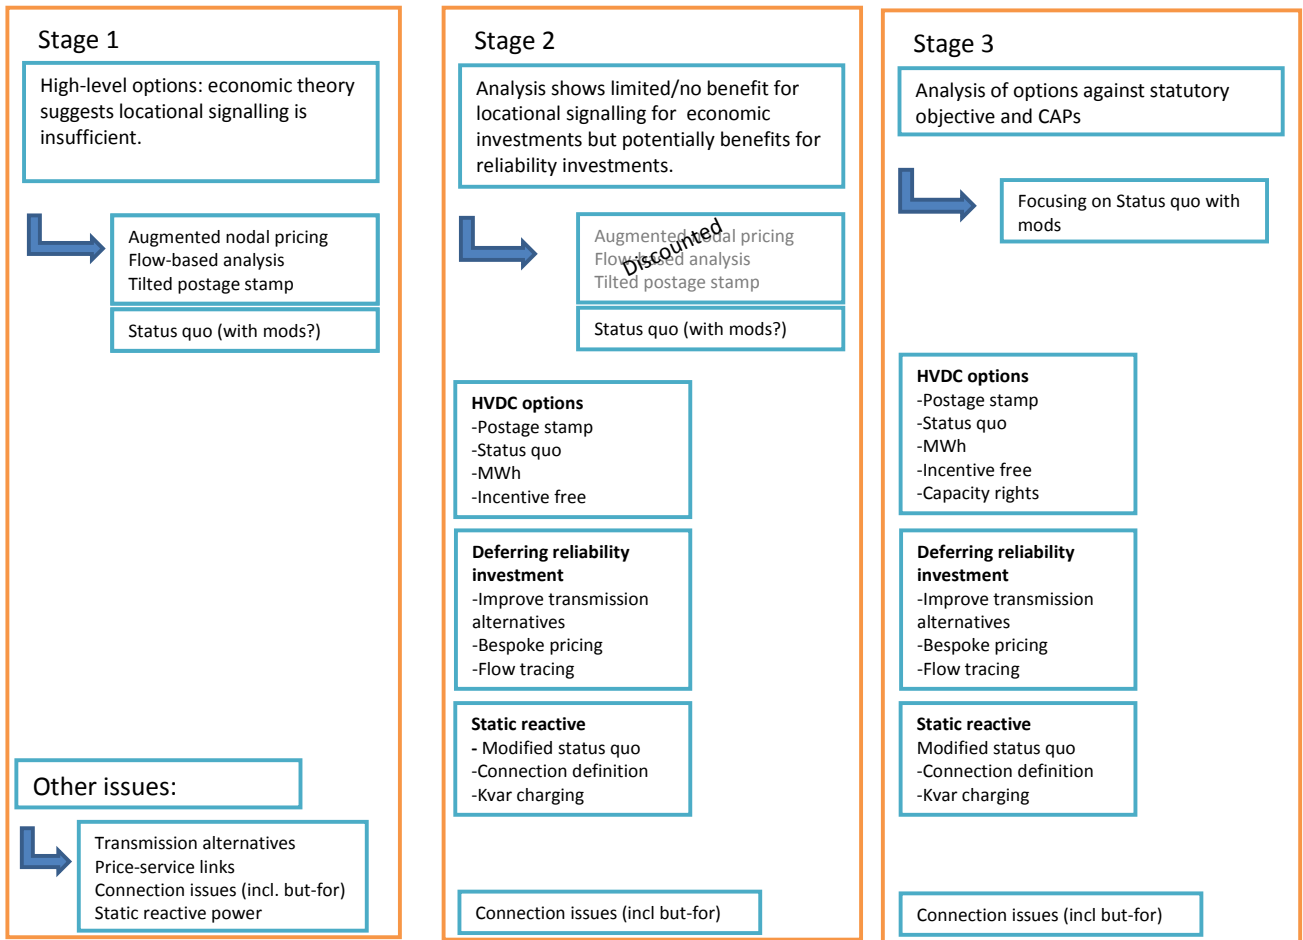 Stage 1
High-level options: economic theory
suggests locational signalling is
insufficient.
Augmented nodal pricing
Flow-based analysis
Tilted postage stamp
Status quo (with mods?)
Other issues:
Transmission alternatives
Price-service links
Connection issues (incl. but-for)
Static reactive power
Stage 2
Analysis shows limited/no benefit for
locational signalling for economic
investments but potentially benefits for
reliability investments.
Augmented nodal pricing
Flow-based analysis
Tilted postage stamp
Discounted
Status quo (with mods?)
HVDC options
-Postage stamp
-Status quo
-MWh
-Incentive free
Deferring reliability
investment
-Improve transmission
alternatives
-Bespoke pricing
-Flow tracing
Static reactive
- Modified status quo
-Connection definition
-Kvar charging
Connection issues (incl but-for)
Stage 3
Analysis of options against statutory
objective and CAPs
Focusing on Status quo with
mods
HVDC options
-Postage stamp
-Status quo
-MWh
-Incentive free
-Capacity rights
Deferring reliability
investment
-Improve transmission
alternatives
-Bespoke pricing
-Flow tracing
Static reactive
Modified status quo
-Connection definition
-Kvar charging
Connection issues (incl but-for)